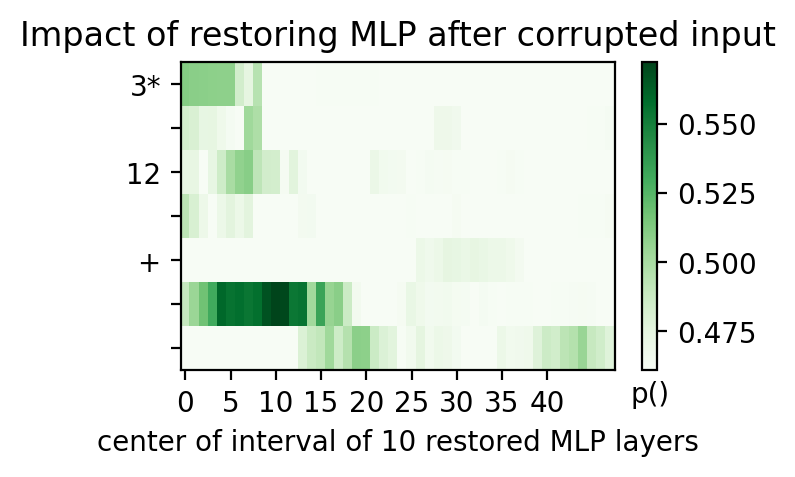 Impact of restoring MLP after corrupted input
3*
12
+
0 5 10 15 20 25 30 35 40
0.550
0.525
0.500
0.475
p()
center of interval of 10 restored MLP layers